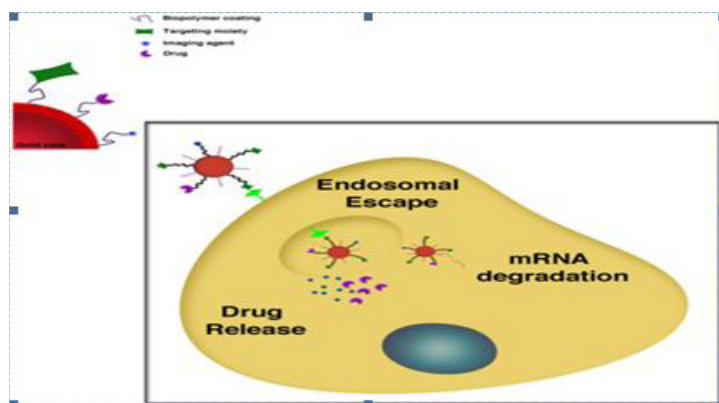 Biopolymer coating
Targeting moiety
Imaging agent
Drug
Endosomal
Escape
mRNA
degradation
Drug
Release